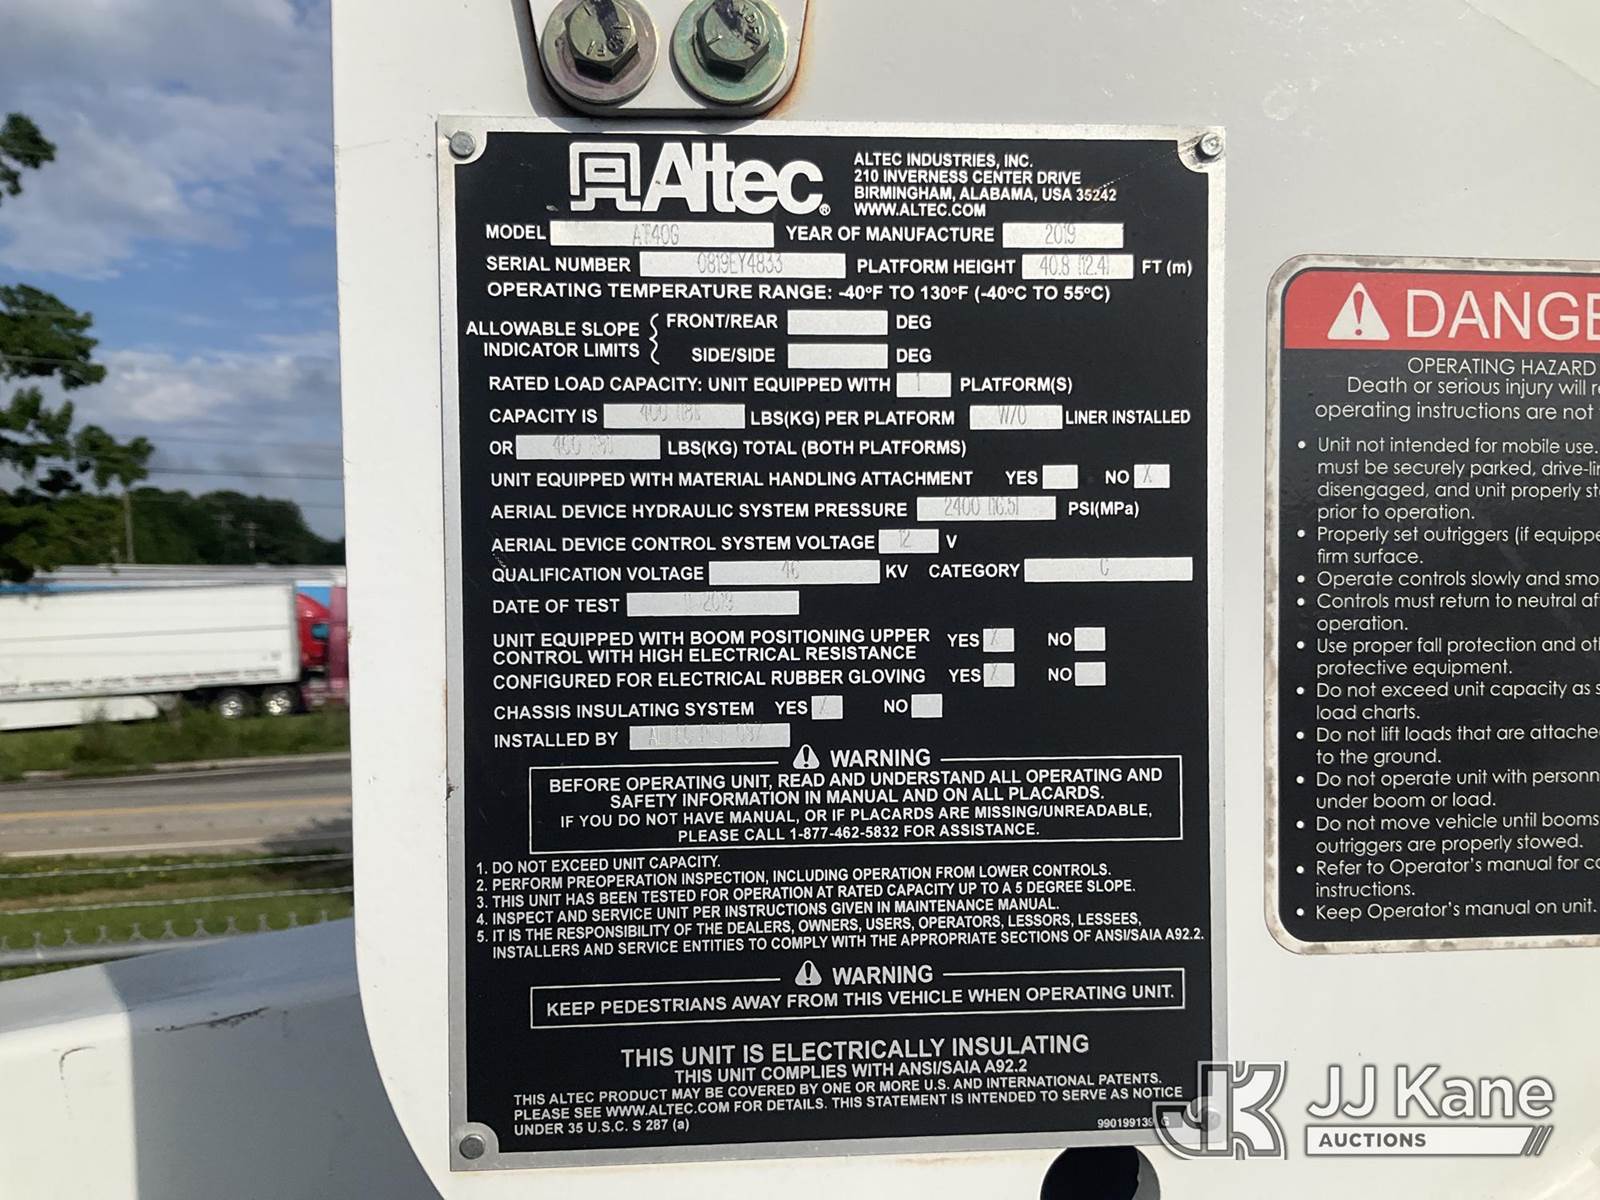 Altec®
ALTEC INDUSTRIES, INC.
210 INVERNESS CENTER DRIVE
BIRMINGHAM, ALABAMA, USA 35242
WWW.ALTEC.COM
MODEL AT40G YEAR OF MANUFACTURE 2019
SERIAL NUMBER 0819EY4833 PLATFORM HEIGHT 40.8 (12.4) FT (m)
OPERATING TEMPERATURE RANGE: -40°F TO 130°F (-40°C TO 55°C)
ALLOWABLE SLOPE INDICATOR LIMITS
FRONT/REAR DEG
SIDE/SIDE DEG
RATED LOAD CAPACITY: UNIT EQUIPPED WITH 1 PLATFORM(S)
CAPACITY IS 400 LBS(KG) PER PLATFORM W/O LINER INSTALLED
OR 400 LBS(KG) TOTAL (BOTH PLATFORMS)
UNIT EQUIPPED WITH MATERIAL HANDLING ATTACHMENT YES NO X
AERIAL DEVICE HYDRAULIC SYSTEM PRESSURE 2400 (16.5) PSI(MPa)
AERIAL DEVICE CONTROL SYSTEM VOLTAGE 12 V
QUALIFICATION VOLTAGE 46 KV CATEGORY C
DATE OF TEST 2019
UNIT EQUIPPED WITH BOOM POSITIONING UPPER
CONTROL WITH HIGH ELECTRICAL RESISTANCE YES X NO
CONFIGURED FOR ELECTRICAL RUBBER GLOVING YES X NO
CHASSIS INSULATING SYSTEM YES X NO
INSTALLED BY
WARNING
BEFORE OPERATING UNIT, READ AND UNDERSTAND ALL OPERATING AND
SAFETY INFORMATION IN MANUAL AND ON ALL PLACARDS.
IF YOU DO NOT HAVE MANUAL, OR IF PLACARDS ARE MISSING/UNREADABLE,
PLEASE CALL 1-877-462-5832 FOR ASSISTANCE.
1. DO NOT EXCEED UNIT CAPACITY.
2. PERFORM PREOPERATION INSPECTION, INCLUDING OPERATION FROM LOWER CONTROLS.
3. THIS UNIT HAS BEEN TESTED FOR OPERATION AT RATED CAPACITY UP TO A 5 DEGREE SLOPE.
4. INSPECT AND SERVICE UNIT PER INSTRUCTIONS GIVEN IN MAINTENANCE MANUAL.
5. IT IS THE RESPONSIBILITY OF THE DEALERS, OWNERS, USERS, OPERATORS, LESSORS, LESSEES,
INSTALLERS AND SERVICE ENTITIES TO COMPLY WITH THE APPROPRIATE SECTIONS OF ANSI/SAIA A92.2.
WARNING
KEEP PEDESTRIANS AWAY FROM THIS VEHICLE WHEN OPERATING UNIT.
THIS UNIT IS ELECTRICALLY INSULATING
THIS UNIT COMPLIES WITH ANSI/SAIA A92.2
THIS ALTEC PRODUCT MAY BE COVERED BY ONE OR MORE U.S. AND INTERNATIONAL PATENTS.
PLEASE SEE WWW.ALTEC.COM FOR DETAILS. THIS STATEMENT IS INTENDED TO SERVE AS NOTICE
UNDER 35 U.S.C. S 287 (a)
990199139 G
DANGE
OPERATING HAZARD
Death or serious injury will r
operating instructions are not
• Unit not intended for mobile use.
must be securely parked, drive-li
disengaged, and unit properly st
prior to operation.
• Properly set outriggers (if equippe
firm surface.
• Operate controls slowly and smo
• Controls must return to neutral af
operation.
• Use proper fall protection and ot
protective equipment.
• Do not exceed unit capacity as s
load charts.
• Do not lift loads that are attache
to the ground.
• Do not operate unit with personn
under boom or load.
• Do not move vehicle until booms
outriggers are properly stowed.
• Refer to Operator's manual for co
instructions.
• Keep Operator's manual on unit.
JK JJ Kane
AUCTIONS